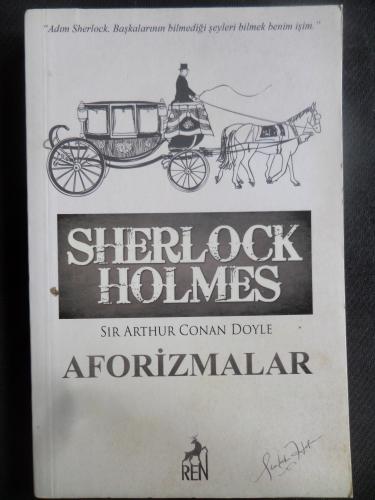 "Adım Sherlock. Başkalarının bilmediği şeyleri bilmek benim işim."
SHERLOCK
HOLMES
SIR ARTHUR CONAN DOYLE
AFORİZMALAR
REN